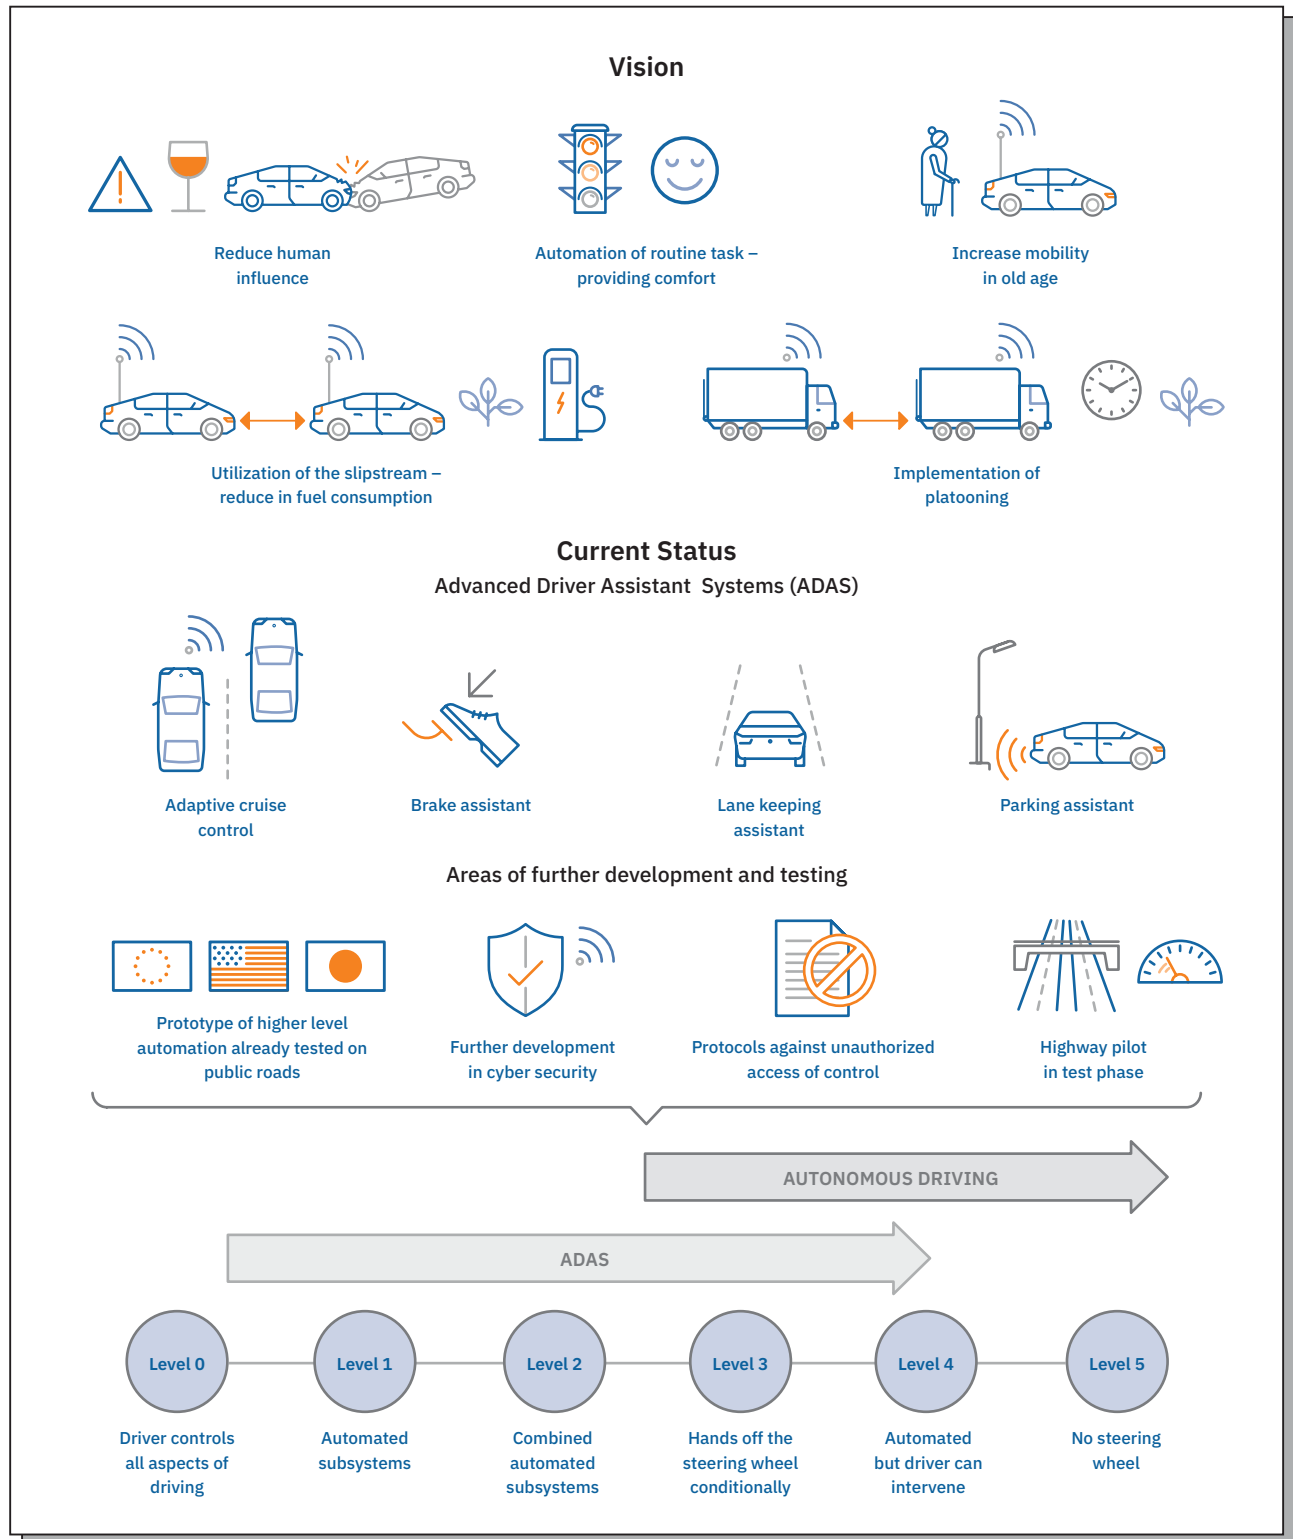 Vision
Reduce human
influence
Automation of routine task –
providing comfort
Increase mobility
in old age
Utilization of the slipstream –
reduce in fuel consumption
Implementation of
platooning
Current Status
Advanced Driver Assistant Systems (ADAS)
Adaptive cruise
control
Brake assistant
Lane keeping
assistant
Parking assistant
Areas of further development and testing
Prototype of higher level
automation already tested on
public roads
Further development
in cyber security
Protocols against unauthorized
access of control
Highway pilot
in test phase
AUTONOMOUS DRIVING
ADAS
Level 0
Level 1
Level 2
Level 3
Level 4
Level 5
Driver controls
all aspects of
driving
Automated
subsystems
Combined
automated
subsystems
Hands off the
steering wheel
conditionally
Automated
but driver can
intervene
No steering
wheel